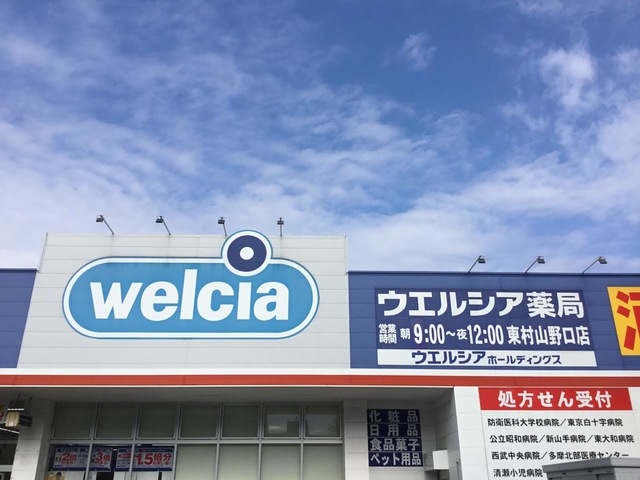 welcia
ウエルシア薬局
営業時間 朝9:00～夜12:00 東村山野口店
ウエルシアホールディングス
処方せん受付
防衛医科大学校病院／東京白十字病院
公立昭和病院／新山手病院／東大和病院
西武中央病院／多摩北部医療センター
清瀬小児病院
化粧品
日用品
食品菓子
ペット用品
2倍
3倍
1.5倍分